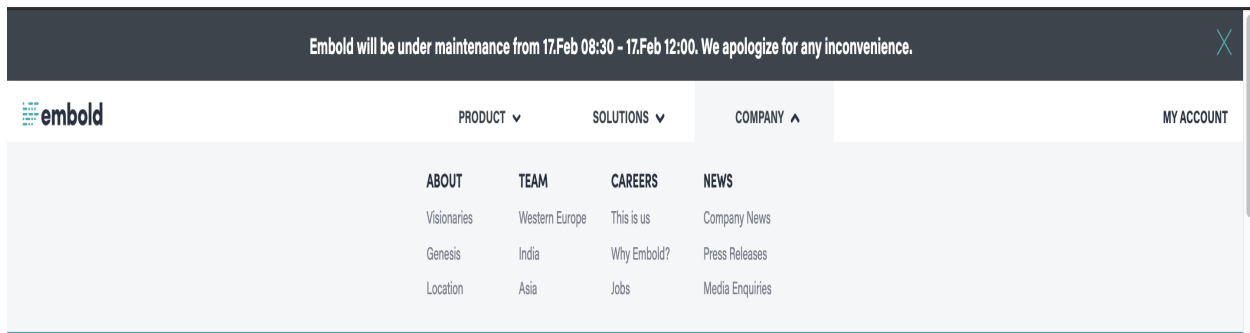 Embold will be under maintenance from 17.Feb 08:30 – 17.Feb 12:00. We apologize for any inconvenience.
embold
PRODUCT
SOLUTIONS
COMPANY
MY ACCOUNT
ABOUT
Visionaries
Genesis
Location
TEAM
Western Europe
India
Asia
CAREERS
This is us
Why Embold?
Jobs
NEWS
Company News
Press Releases
Media Enquiries